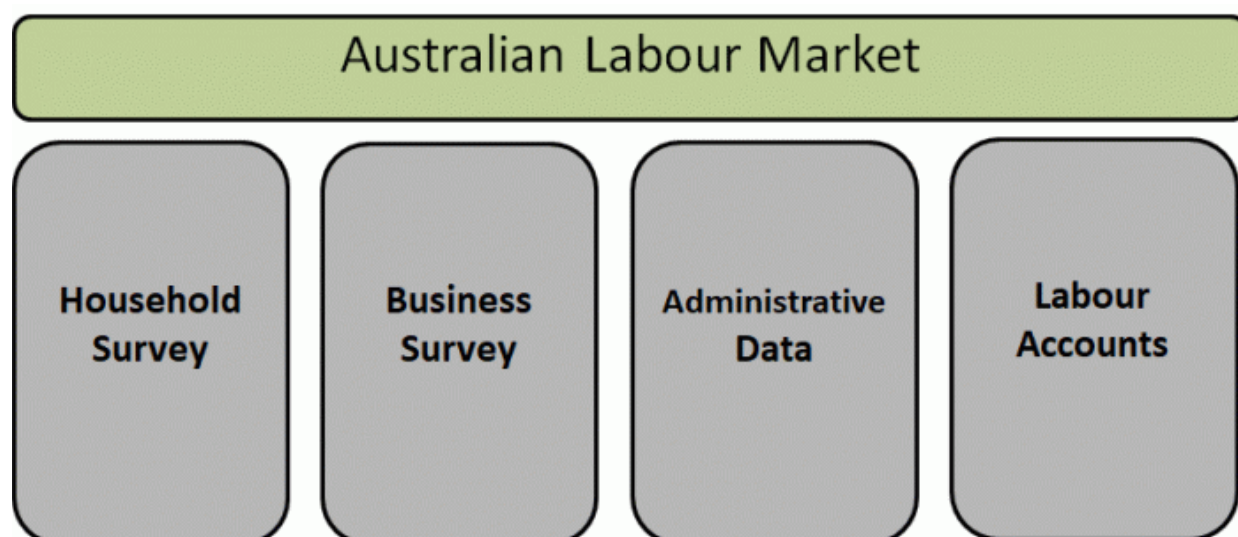 Australian Labour Market
Household
Survey
Business
Survey
Administrative
Data
Labour
Accounts